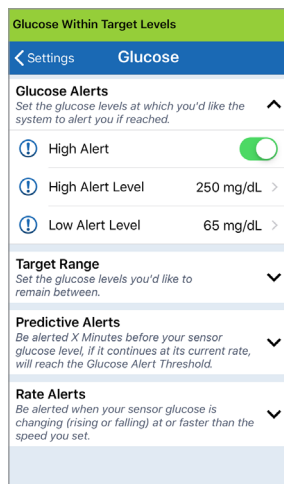 Glucose Within Target Levels
Settings
Glucose
Glucose Alerts
Set the glucose levels at which you'd like the
system to alert you if reached.
High Alert
High Alert Level 250 mg/dL
Low Alert Level 65 mg/dL
Target Range
Set the glucose levels you'd like to
remain between.
Predictive Alerts
Be alerted X Minutes before your sensor
glucose level, if it continues at its current rate,
will reach the Glucose Alert Threshold.
Rate Alerts
Be alerted when your sensor glucose is
changing (rising or falling) at or faster than the
speed you set.